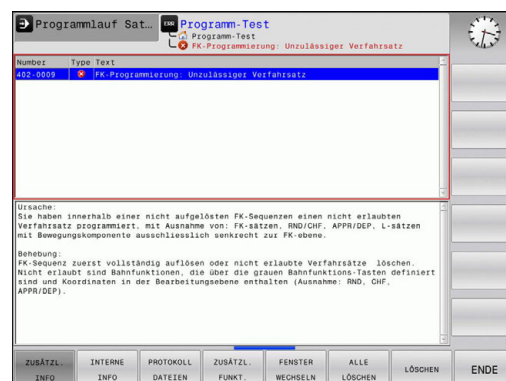 Programmlauf Sat…
Programm-Test
Programm-Test
FK-Programmierung: Unzulässiger Verfahrsatz
Number Type Text
402-0009 FK-Programmierung: Unzulässiger Verfahrsatz
Ursache:
Sie haben innerhalb einer nicht aufgelösten FK-Sequenzen einen nicht erlaubten
Verfahrsatz programmiert, mit Ausnahme von: FK-sätzen, RND/CHF, APPR/DEP, L-sätzen
mit Bewegungskomponente ausschliesslich senkrecht zur FK-ebene.
Behebung:
FK-Sequenz zuerst vollständig auflösen oder nicht erlaubte Verfahrsätze löschen.
Nicht erlaubt sind Bahnfunktionen, die über die grauen Bahnfunktions-Tasten definiert
sind und Koordinaten in der Bearbeitungsebene enthalten (Ausnahme: RND, CHF,
APPR/DEP).
ZUSÄTZL. INFO
INTERNE INFO
PROTOKOLL DATEIEN
ZUSÄTZL. FUNKT.
FENSTER WECHSELN
ALLE LÖSCHEN
LÖSCHEN
ENDE